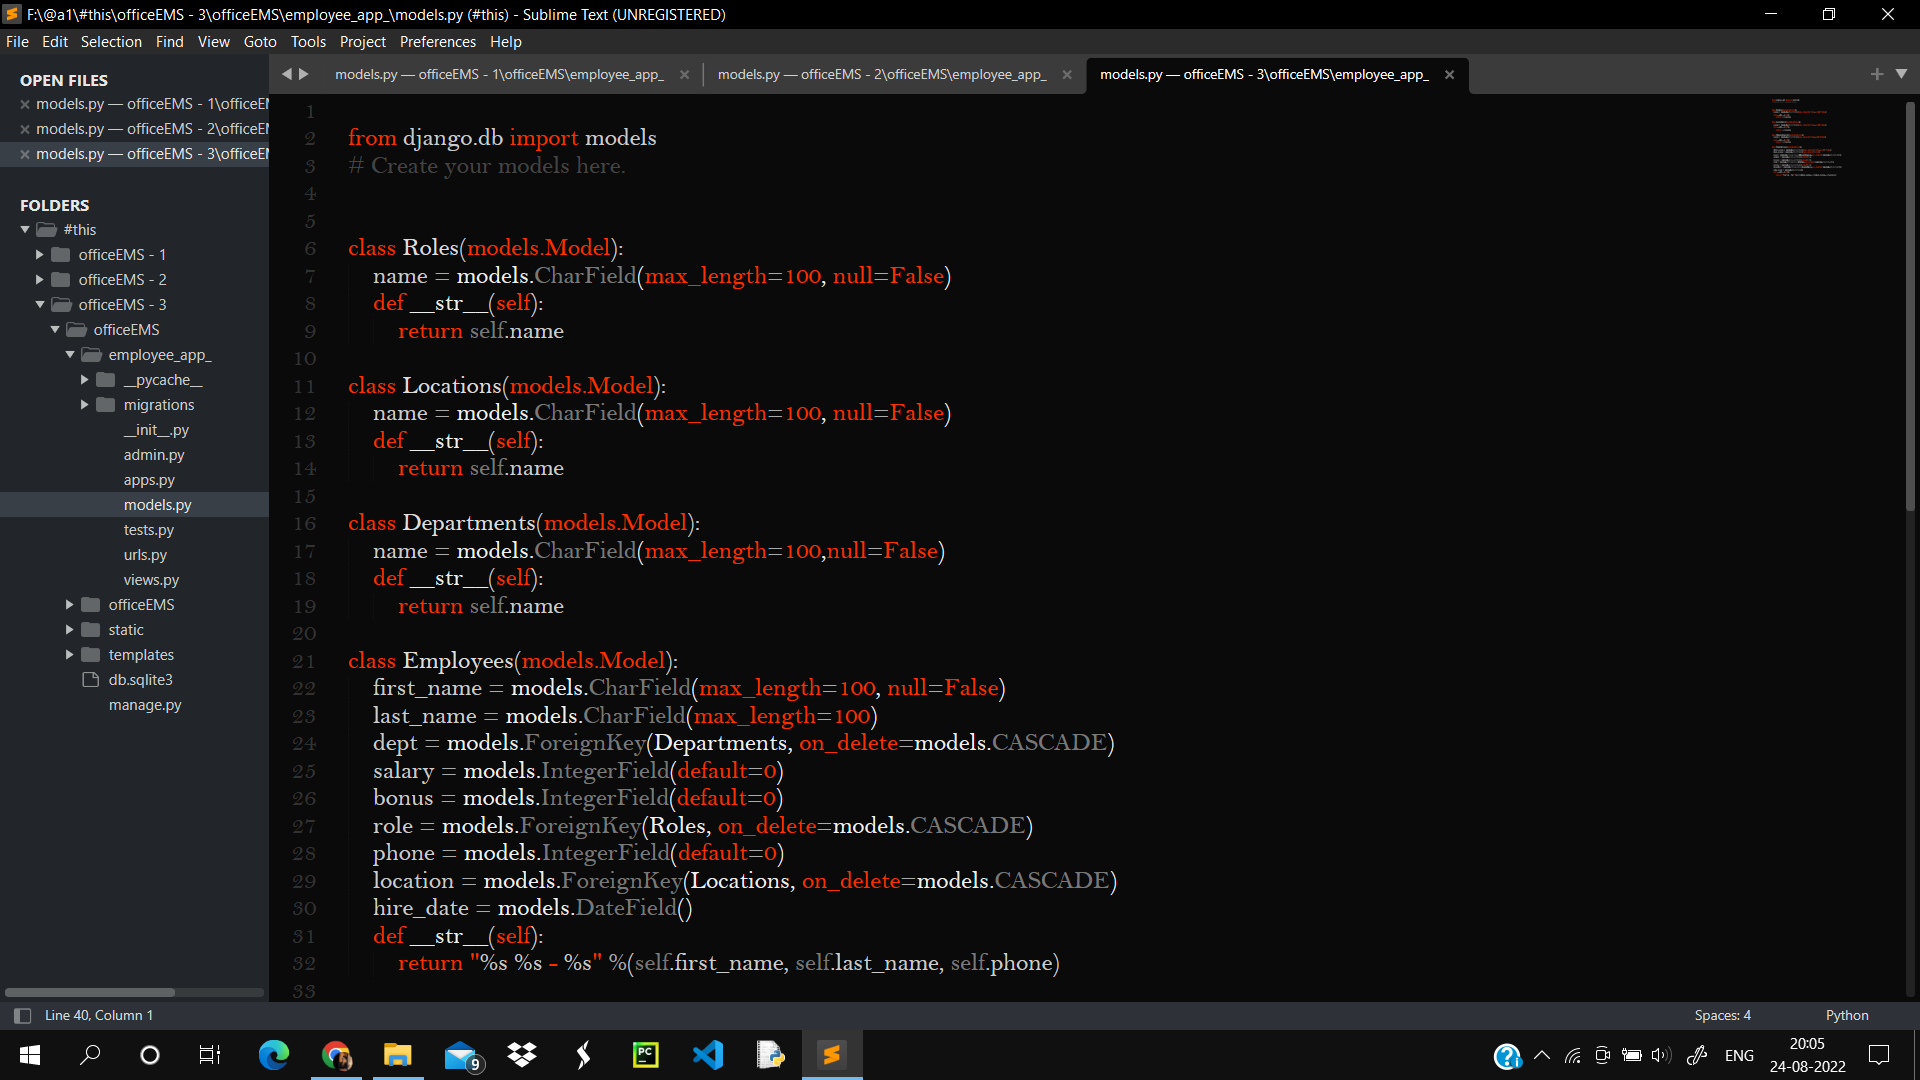 F:\@a1\#this\officeEMS - 3\officeEMS\employee_app_\models.py (#this) - Sublime Text (UNREGISTERED)
File Edit Selection Find View Goto Tools Project Preferences Help
OPEN FILES
models.py — officeEMS - 1\officeEM
models.py — officeEMS - 2\officeEM
models.py — officeEMS - 3\officeEM
FOLDERS
#this
officeEMS - 1
officeEMS - 2
officeEMS - 3
officeEMS
employee_app_
__pycache__
migrations
__init__.py
admin.py
apps.py
models.py
tests.py
urls.py
views.py
officeEMS
static
templates
db.sqlite3
manage.py
models.py — officeEMS - 1\officeEMS\employee_app_ models.py — officeEMS - 2\officeEMS\employee_app_ models.py — officeEMS - 3\officeEMS\employee_app_
1
2 from django.db import models
3 # Create your models here.
4
5
6 class Roles(models.Model):
7 name = models.CharField(max_length=100, null=False)
8 def __str__(self):
9 return self.name
10
11 class Locations(models.Model):
12 name = models.CharField(max_length=100, null=False)
13 def __str__(self):
14 return self.name
15
16 class Departments(models.Model):
17 name = models.CharField(max_length=100,null=False)
18 def __str__(self):
19 return self.name
20
21 class Employees(models.Model):
22 first_name = models.CharField(max_length=100, null=False)
23 last_name = models.CharField(max_length=100)
24 dept = models.ForeignKey(Departments, on_delete=models.CASCADE)
25 salary = models.IntegerField(default=0)
26 bonus = models.IntegerField(default=0)
27 role = models.ForeignKey(Roles, on_delete=models.CASCADE)
28 phone = models.IntegerField(default=0)
29 location = models.ForeignKey(Locations, on_delete=models.CASCADE)
30 hire_date = models.DateField()
31 def __str__(self):
32 return "%s %s - %s" %(self.first_name, self.last_name, self.phone)
33
Line 40, Column 1 Spaces: 4 Python
9 PC ENG 20:05
24-08-2022